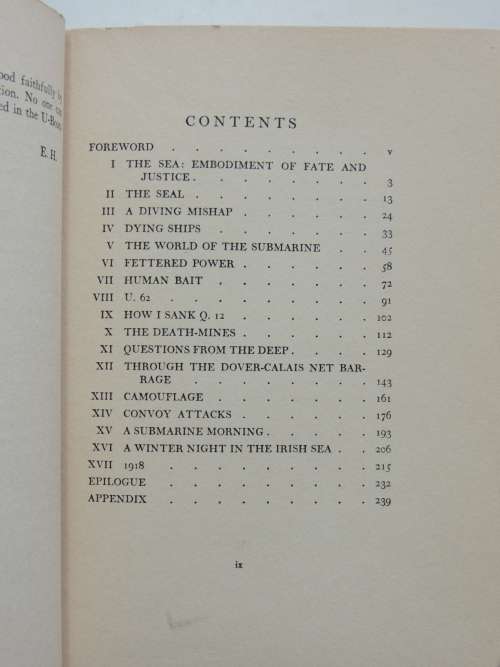 ood faithfully by
tion. No one can
ed in the U-Boat
E. H.
CONTENTS
FOREWORD . . . . . . . . . v
I THE SEA: EMBODIMENT OF FATE AND
JUSTICE . . . . . . . . 3
II THE SEAL . . . . . . . . 13
III A DIVING MISHAP . . . . . . 24
IV DYING SHIPS . . . . . . . 33
V THE WORLD OF THE SUBMARINE . . . 45
VI FETTERED POWER . . . . . . 58
VII HUMAN BAIT . . . . . . . 72
VIII U. 62 . . . . . . . . 91
IX HOW I SANK Q. 12 . . . . . . 102
X THE DEATH-MINES . . . . . . 112
XI QUESTIONS FROM THE DEEP . . . . 129
XII THROUGH THE DOVER-CALAIS NET BAR-
RAGE . . . . . . . . 143
XIII CAMOUFLAGE . . . . . . . 161
XIV CONVOY ATTACKS . . . . . . 176
XV A SUBMARINE MORNING . . . . . 193
XVI A WINTER NIGHT IN THE IRISH SEA . . 206
XVII 1918 . . . . . . . . 215
EPILOGUE . . . . . . . . 232
APPENDIX . . . . . . . . 239
ix